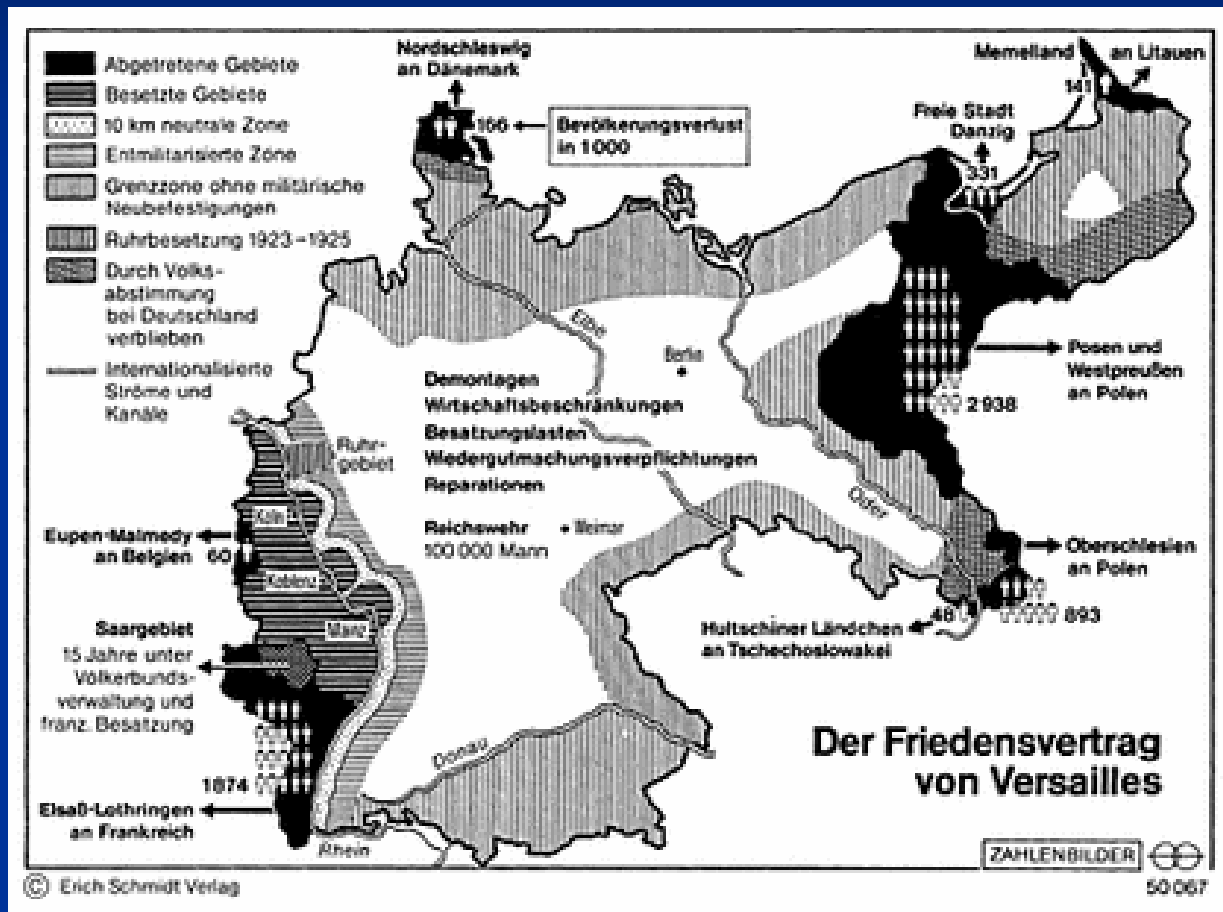 Abgetretene Gebiete
Besetzte Gebiete
10 km neutrale Zone
Entmilitarisierte Zone
Grenzzone ohne militärische
Neubefestigungen
Ruhrbesetzung 1923–1925
Durch Volks-
abstimmung
bei Deutschland
verblieben
Internationalisierte
Ströme und
Kanäle
Nordschleswig
an Dänemark
166
Bevölkerungsverlust
in 1000
Memelland
an Litauen
141
Freie Stadt
Danzig
331
Elbe
Berlin
Posen und
Westpreußen
an Polen
2938
Demontagen
Wirtschaftsbeschränkungen
Besatzungslasten
Wiedergutmachungsverpflichtungen
Reparationen
Ruhr-
gebiet
Oder
Reichswehr
100 000 Mann
Weimar
Köln
Eupen-Malmedy
an Belgien
60
Koblenz
Mainz
Oberschlesien
an Polen
893
48
Hultschiner Ländchen
an Tschechoslowakei
Saargebiet
15 Jahre unter
Völkerbunds-
verwaltung und
franz. Besatzung
Donau
1874
Elsaß-Lothringen
an Frankreich
Rhein
Der Friedensvertrag
von Versailles
ZAHLENBILDER
© Erich Schmidt Verlag
50 067